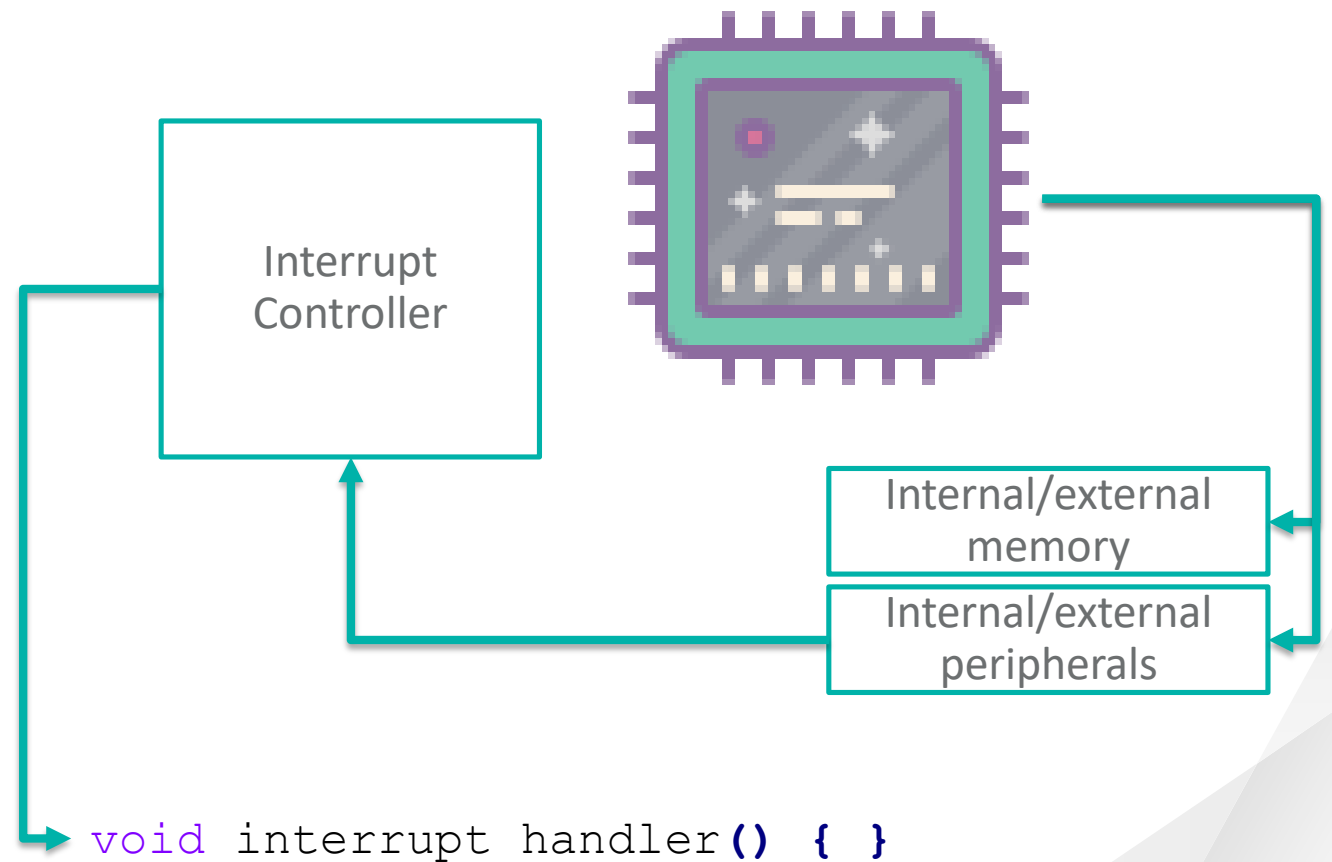 Interrupt
Controller
Internal/external
memory
Internal/external
peripherals
void interrupt handler() { }